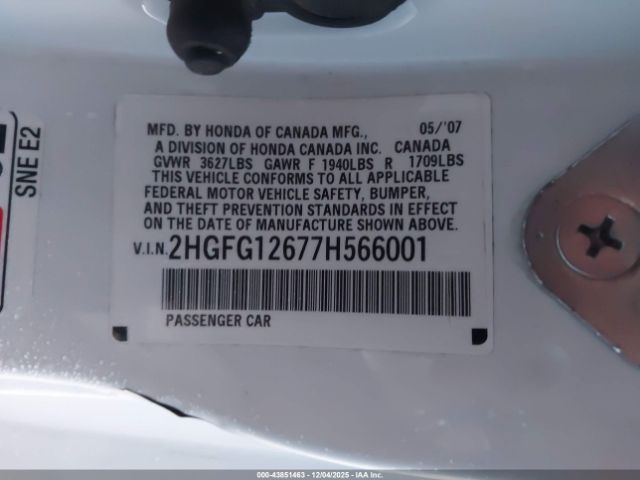 MFD. BY HONDA OF CANADA MFG., 05/'07
A DIVISION OF HONDA CANADA INC. CANADA
GVWR 3627LBS GAWR F 1940LBS R 1709LBS
THIS VEHICLE CONFORMS TO ALL APPLICABLE
FEDERAL MOTOR VEHICLE SAFETY, BUMPER,
AND THEFT PREVENTION STANDARDS IN EFFECT
ON THE DATE OF MANUFACTURE SHOWN ABOVE.
V.I.N. 2HGFG12677H566001
PASSENGER CAR
SNE E2
000-43851463 12/04/2025 IAAI.com